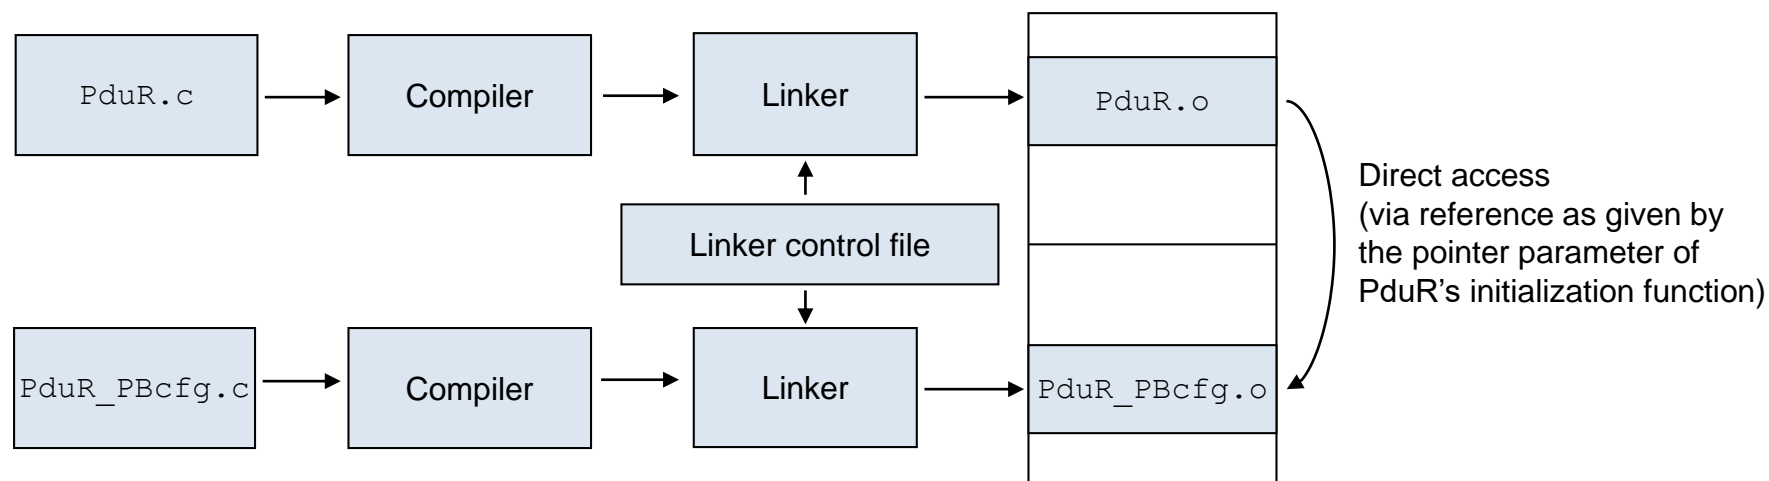 PduR.c
Compiler
Linker
PduR.o
Direct access
(via reference as given by
the pointer parameter of
PduR’s initialization function)
Linker control file
PduR_PBcfg.c
Compiler
Linker
PduR_PBcfg.o